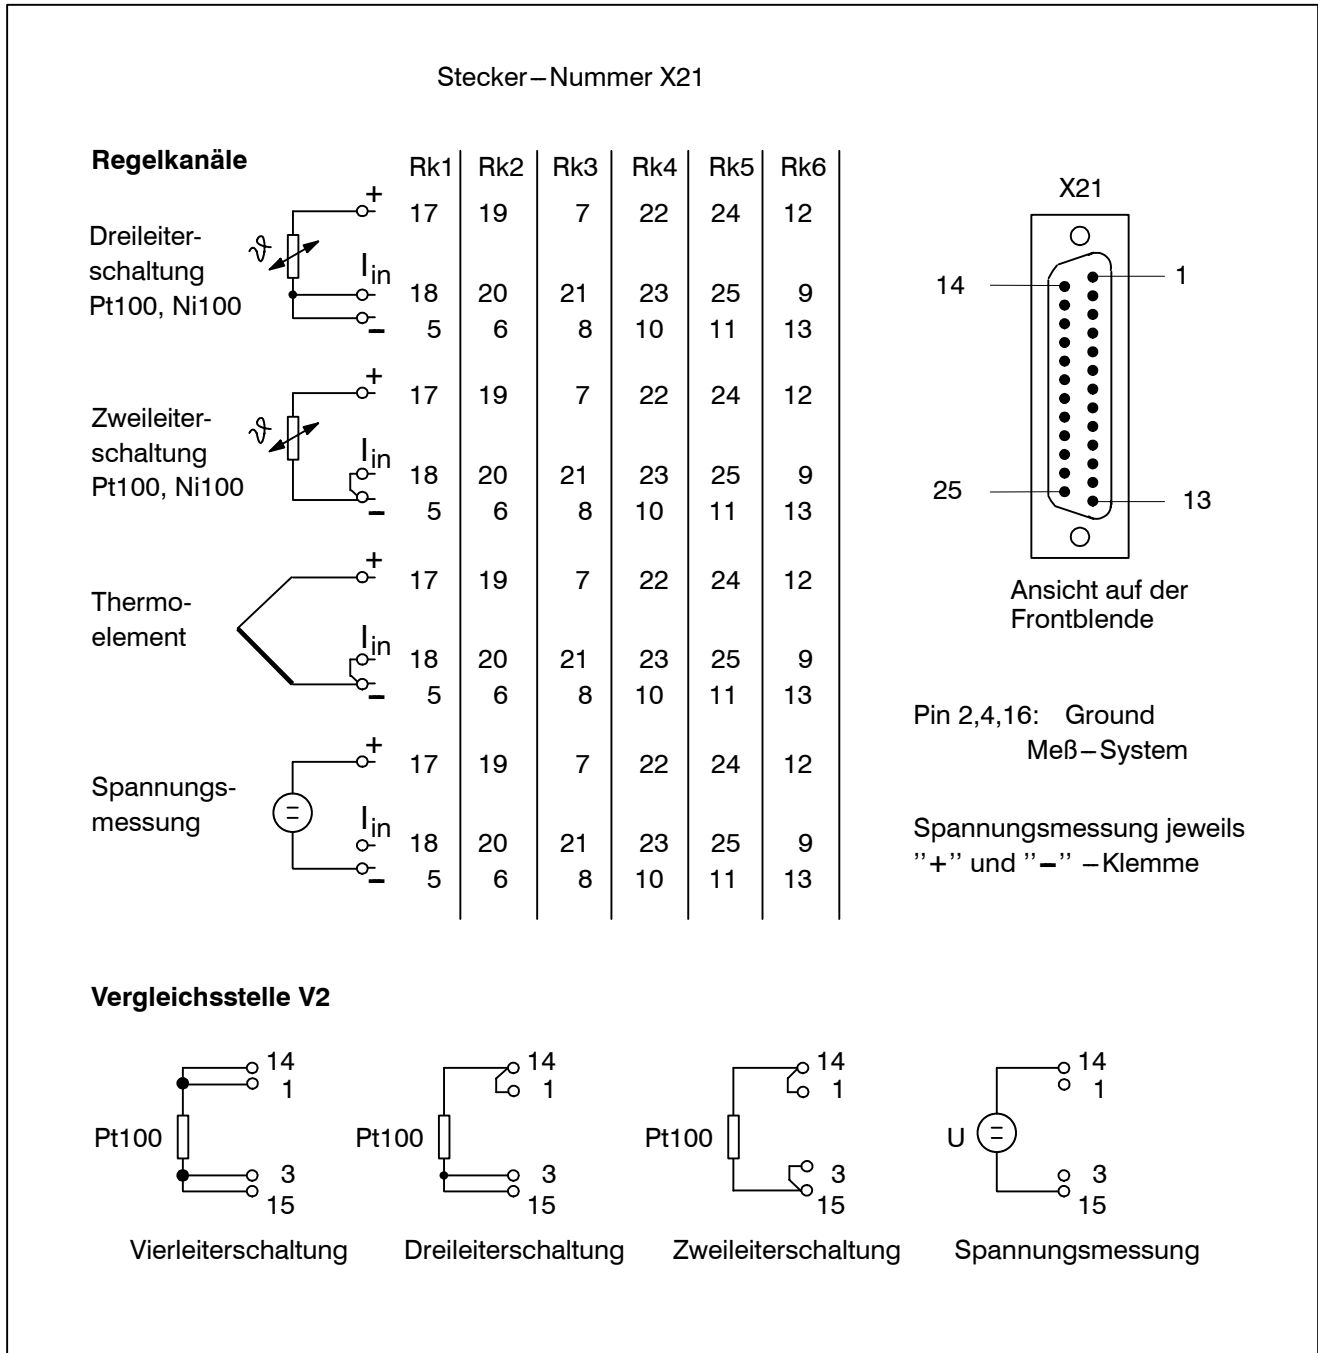 Stecker–Nummer X21
Regelkanäle
Rk1 Rk2 Rk3 Rk4 Rk5 Rk6
Dreileiter-
schaltung
Pt100, Ni100
ϑ
+ 17 19 7 22 24 12
Iin 18 20 21 23 25 9
– 5 6 8 10 11 13
Zweileiter-
schaltung
Pt100, Ni100
ϑ
+ 17 19 7 22 24 12
Iin 18 20 21 23 25 9
– 5 6 8 10 11 13
Thermo-
element
+ 17 19 7 22 24 12
Iin 18 20 21 23 25 9
– 5 6 8 10 11 13
Spannungs-
messung
+ 17 19 7 22 24 12
Iin 18 20 21 23 25 9
– 5 6 8 10 11 13
X21
14 1
25 13
Ansicht auf der
Frontblende
Pin 2,4,16: Ground
Meß–System
Spannungsmessung jeweils
’’+’’ und ’’–’’ –Klemme
Vergleichsstelle V2
14
1
Pt100
3
15
Vierleiterschaltung
14
1
Pt100
3
15
Dreileiterschaltung
14
1
Pt100
3
15
Zweileiterschaltung
14
1
U
3
15
Spannungsmessung